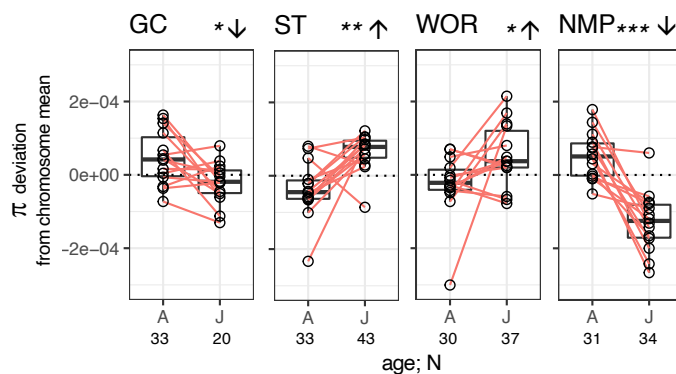 GC * ↓ ST ** ↑ WOR * ↑ NMP *** ↓
π deviation
from chromosome mean
2e−04
0e+00
-2e−04
A J A J A J A J
33 20 33 43 30 37 31 34
age; N